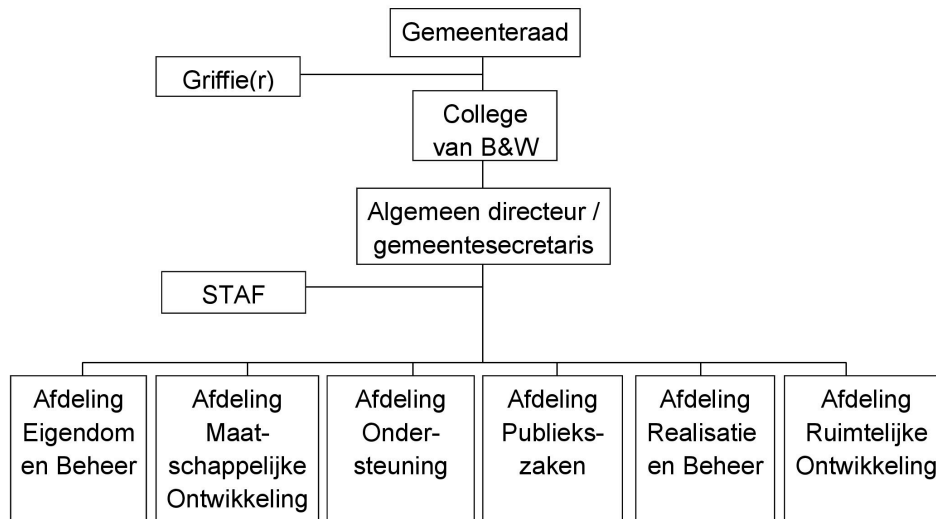 Gemeenteraad
Griffie(r)
College
van B&W
Algemeen directeur /
gemeentesecretaris
STAF
Afdeling
Eigendom
en Beheer
Afdeling
Maat-
schappelijke
Ontwikkeling
Afdeling
Onder-
steuning
Afdeling
Publieks-
zaken
Afdeling
Realisatie
en Beheer
Afdeling
Ruimtelijke
Ontwikkeling